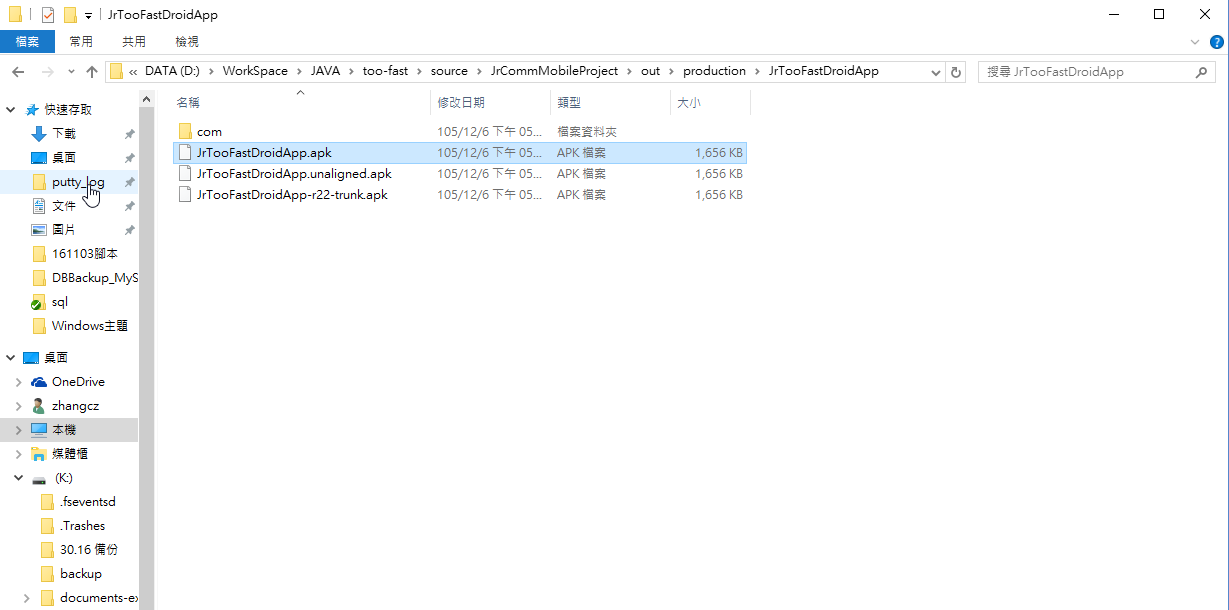 JrTooFastDroidApp
檔案 常用 共用 檢視
« DATA (D:) › WorkSpace › JAVA › too-fast › source › JrCommMobileProject › out › production › JrTooFastDroidApp 搜尋 JrTooFastDroidApp
快速存取
下載
桌面
putty_log
文件
圖片
161103腳本
DBBackup_MyS
sql
Windows主題
桌面
OneDrive
zhangcz
本機
媒體櫃
(K:)
.fseventsd
.Trashes
30.16 備份
backup
documents-ex
名稱 修改日期 類型 大小
com 105/12/6 下午 05... 檔案資料夾
JrTooFastDroidApp.apk 105/12/6 下午 05... APK 檔案 1,656 KB
JrTooFastDroidApp.unaligned.apk 105/12/6 下午 05... APK 檔案 1,656 KB
JrTooFastDroidApp-r22-trunk.apk 105/12/6 下午 05... APK 檔案 1,656 KB